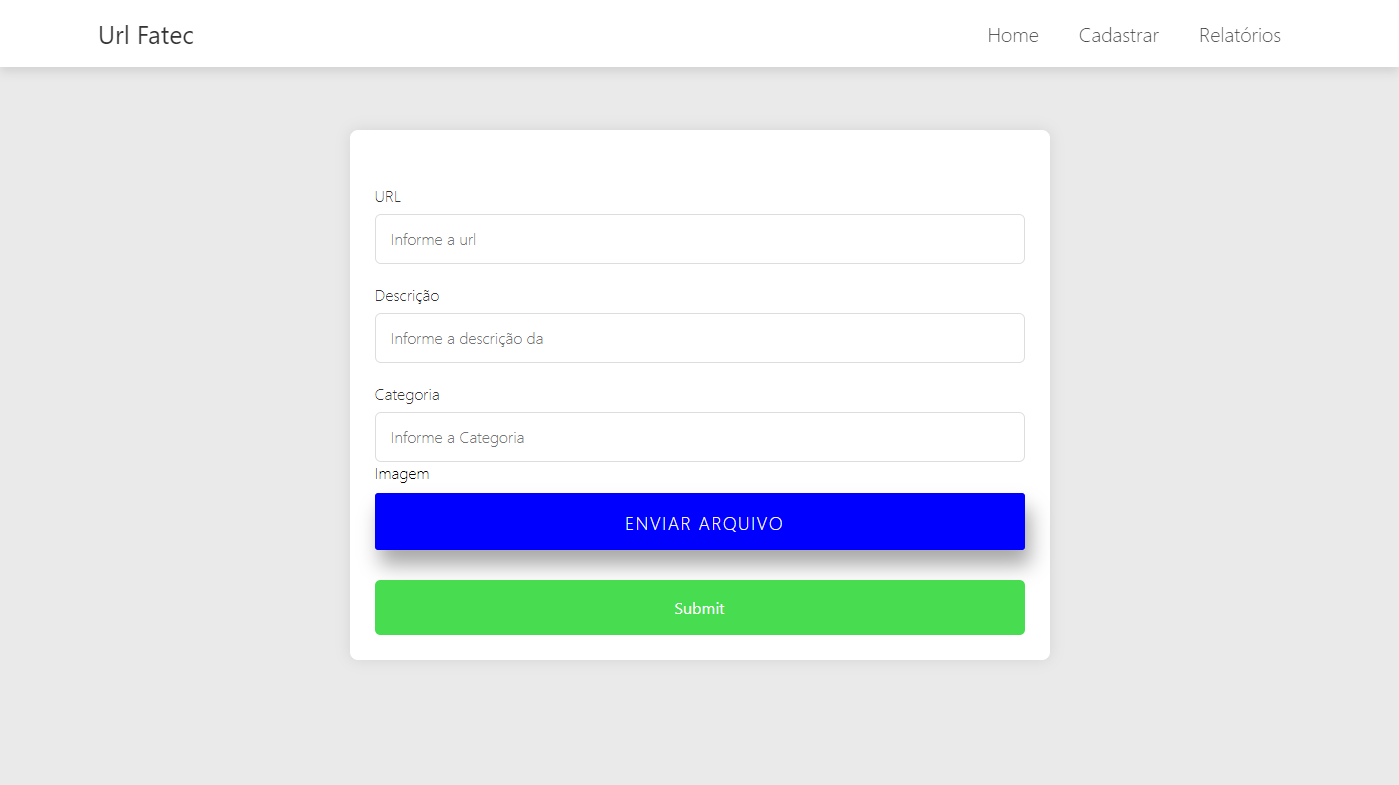 Url Fatec
Home Cadastrar Relatórios
URL
Informe a url
Descrição
Informe a descrição da
Categoria
Informe a Categoria
Imagem
ENVIAR ARQUIVO
Submit